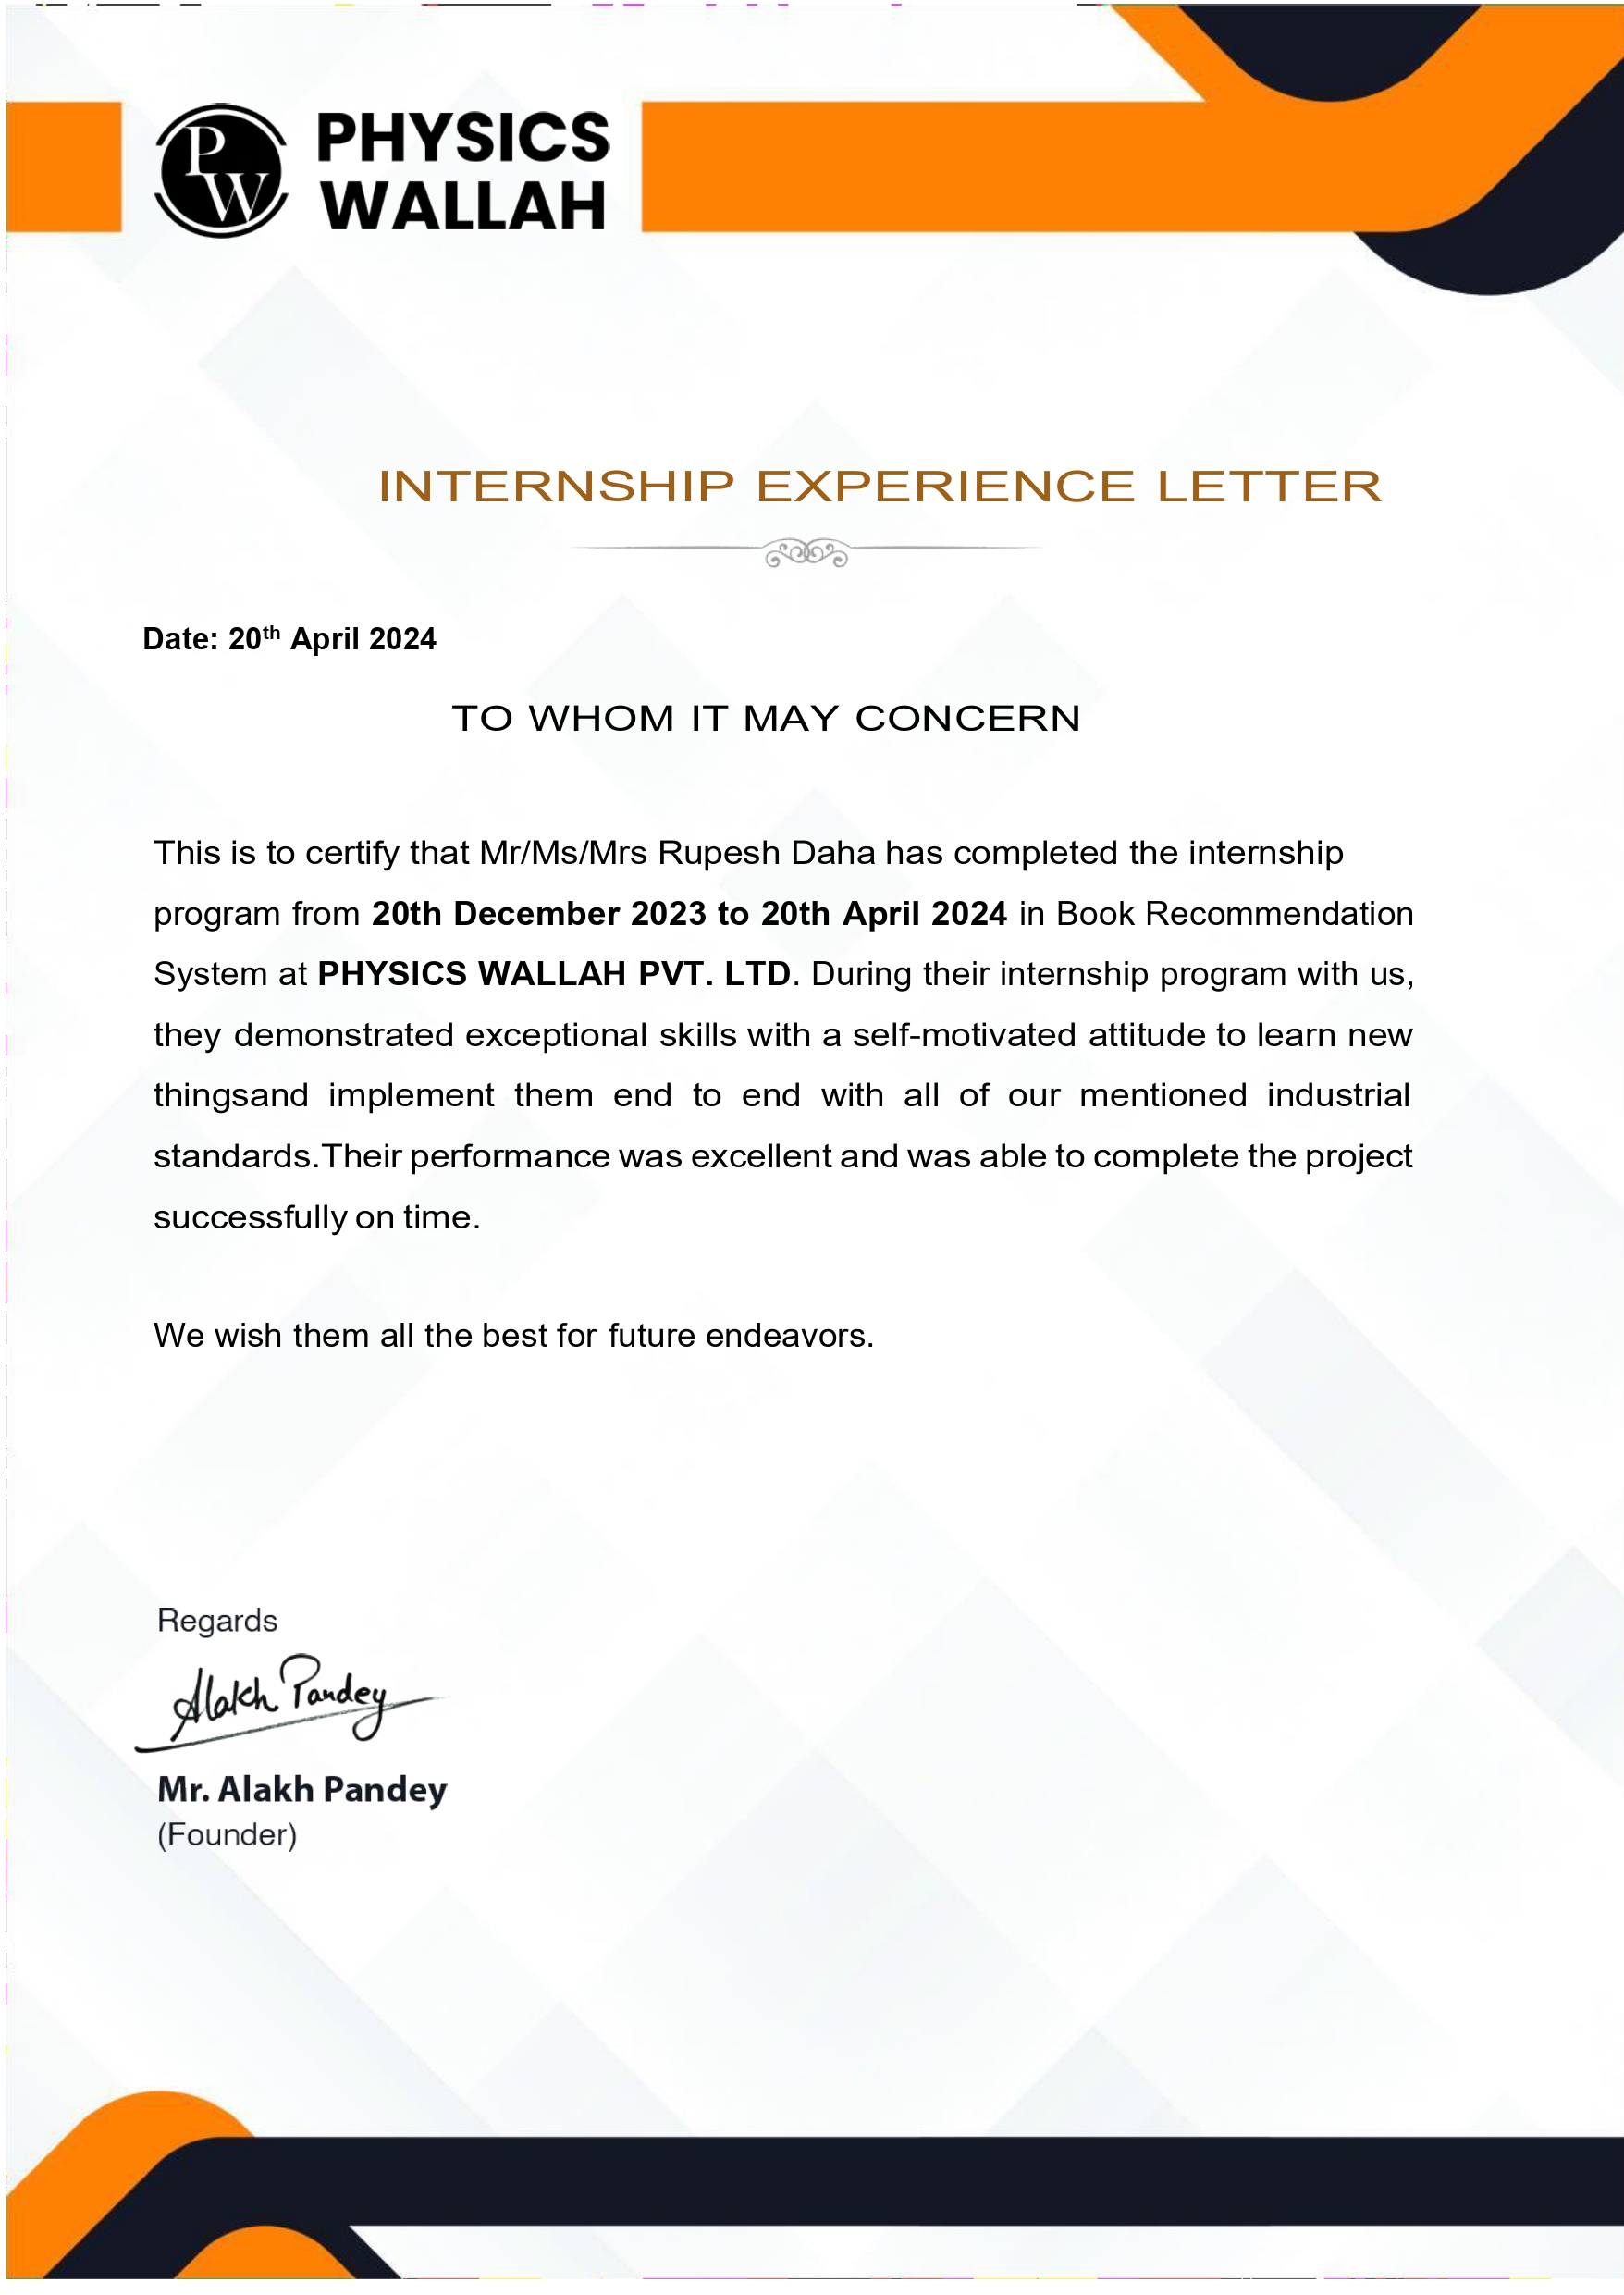 PW
PHYSICS
WALLAH
INTERNSHIP EXPERIENCE LETTER
Date: 20th April 2024
TO WHOM IT MAY CONCERN
This is to certify that Mr/Ms/Mrs Rupesh Daha has completed the internship
program from 20th December 2023 to 20th April 2024 in Book Recommendation
System at PHYSICS WALLAH PVT. LTD. During their internship program with us,
they demonstrated exceptional skills with a self-motivated attitude to learn new
thingsand implement them end to end with all of our mentioned industrial
standards.Their performance was excellent and was able to complete the project
successfully on time.
We wish them all the best for future endeavors.
Regards
Alakh Pandey
Mr. Alakh Pandey
(Founder)